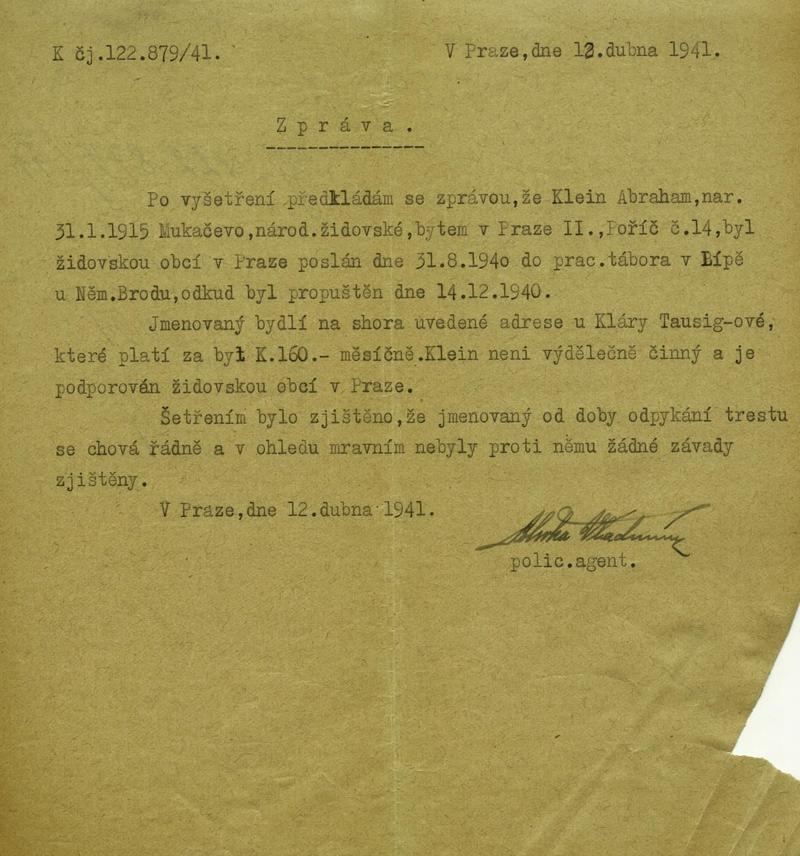 K čj.122.879/41.
V Praze,dne 12.dubna 1941.
Zpráva.
Po vyšetření předkládám se zprávou,že Klein Abraham,nar.
31.1.1915 Mukačevo,národ.židovské,bytem v Praze II.,Poříč č.14,byl
židovskou obcí v Praze poslán dne 31.8.194o do prac.tábora v Lípě
u Něm.Brodu,odkud byl propuštěn dne 14.12.1940.
Jmenovaný bydlí na shora uvedené adrese u Kláry Tausig-ové,
které platí za byt K.160.- měsíčně.Klein neni výdělečně činný a je
podporován židovskou obcí v Praze.
Šetřením bylo zjištěno,že jmenovaný od doby odpykání trestu
se chová řádně a v ohledu mravním nebyly proti němu žádné závady
zjištěny.
V Praze,dne 12.dubna 1941.
polic.agent.